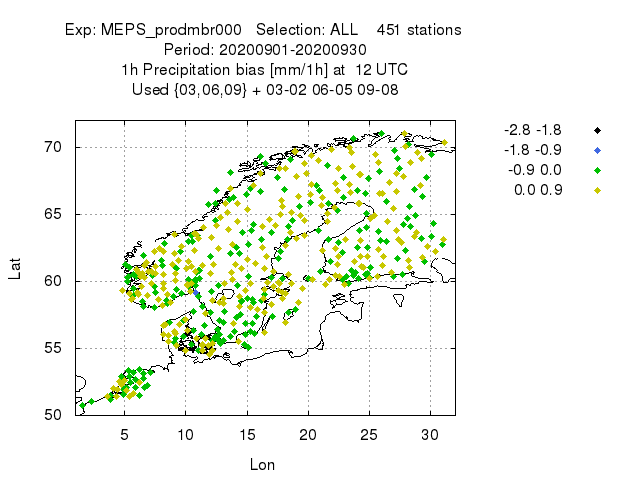 Exp: MEPS_prodmbr000   Selection: ALL    451 stations
Period: 20200901-20200930
1h Precipitation bias [mm/1h] at  12 UTC
Used {03,06,09} + 03-02 06-05 09-08
-2.8 -1.8
-1.8 -0.9
-0.9 0.0
0.0 0.9
70
65
60
55
50
Lat
5 10 15 20 25 30
Lon